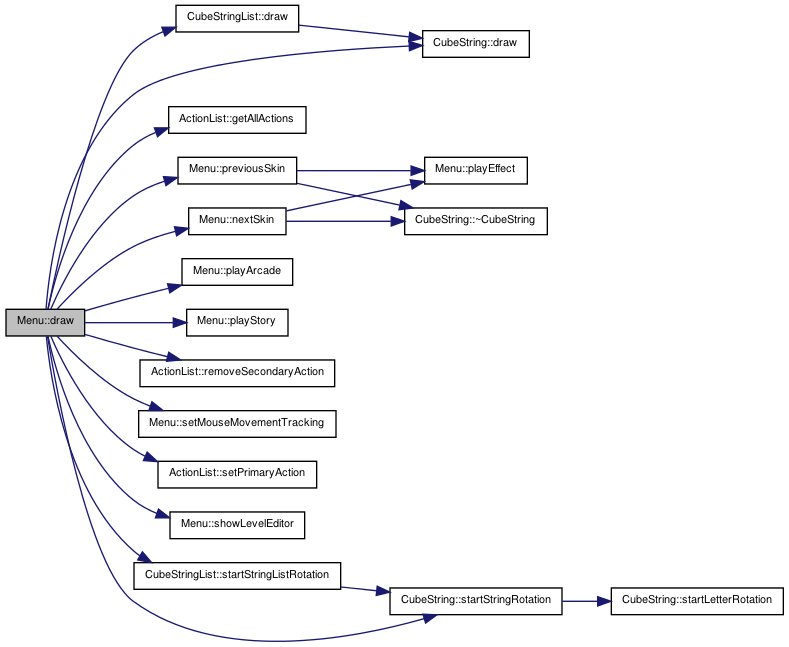 CubeStringList::draw
CubeString::draw
ActionList::getAllActions
Menu::previousSkin
Menu::playEffect
Menu::nextSkin
CubeString::~CubeString
Menu::playArcade
Menu::draw
Menu::playStory
ActionList::removeSecondaryAction
Menu::setMouseMovementTracking
ActionList::setPrimaryAction
Menu::showLevelEditor
CubeStringList::startStringListRotation
CubeString::startStringRotation
CubeString::startLetterRotation